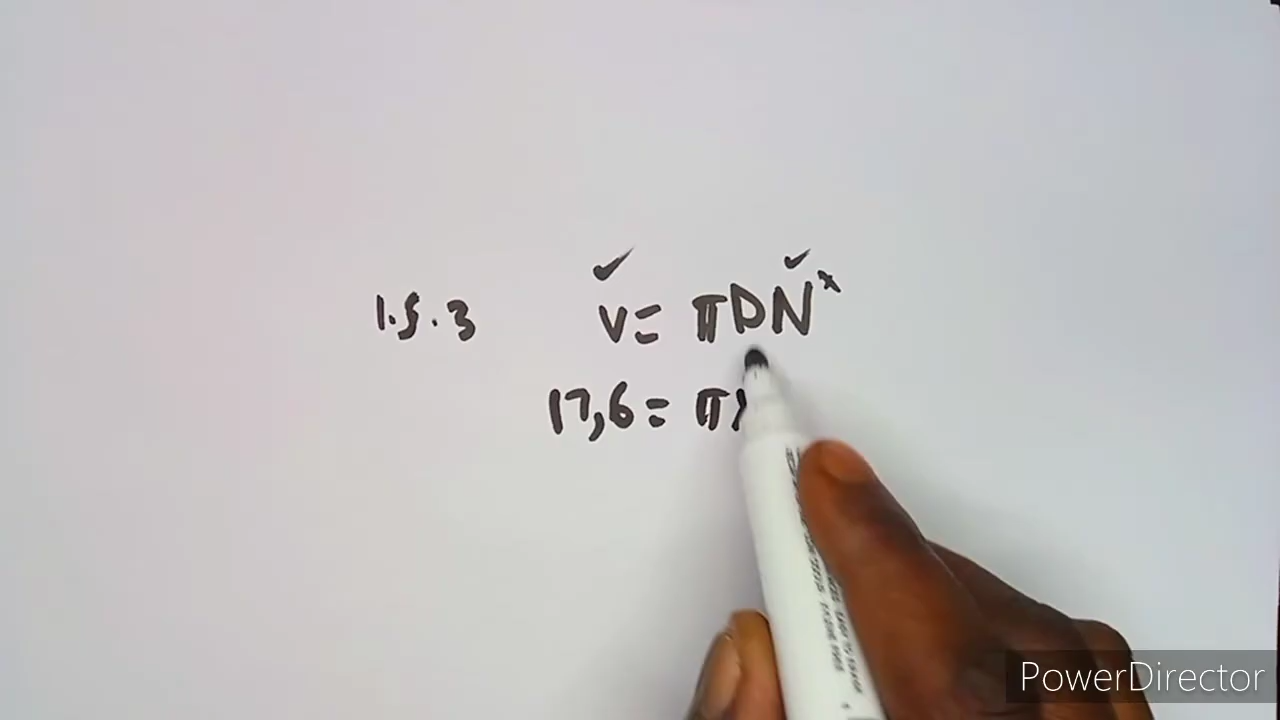 1.5.3 v = πDN
17,6 = π
PowerDirector